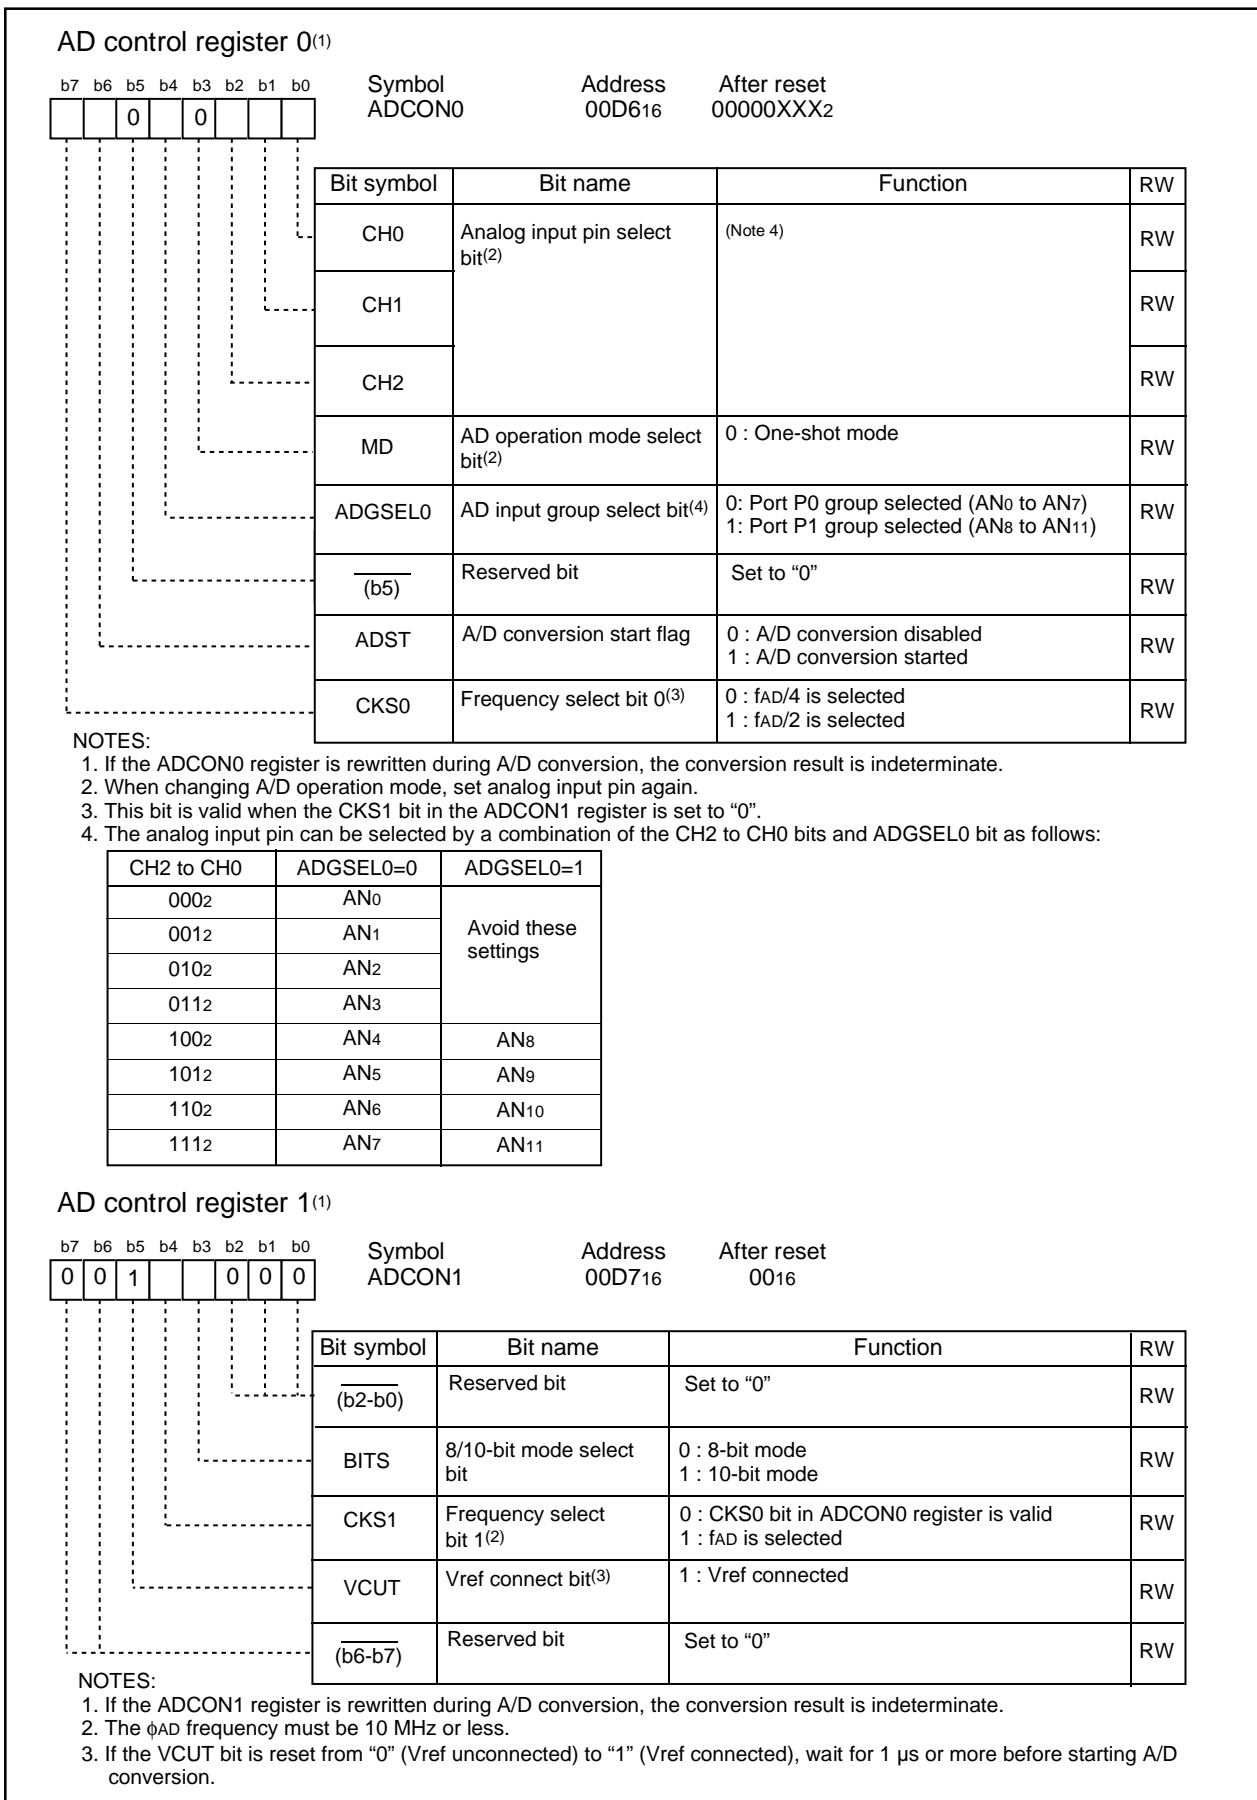 AD control register 0(1)
b7 b6 b5 b4 b3 b2 b1 b0
Symbol Address After reset
0 0
ADCON0 00D616 00000XXX2
Bit symbol Bit name Function RW
CH0 Analog input pin select bit(2) (Note 4) RW
CH1 RW
CH2 RW
MD AD operation mode select bit(2) 0 : One-shot mode RW
ADGSEL0 AD input group select bit(4) 0: Port P0 group selected (AN0 to AN7)
1: Port P1 group selected (AN8 to AN11) RW
(b5) Reserved bit Set to “0” RW
ADST A/D conversion start flag 0 : A/D conversion disabled
1 : A/D conversion started RW
CKS0 Frequency select bit 0(3) 0 : fAD/4 is selected
1 : fAD/2 is selected RW
NOTES:
1. If the ADCON0 register is rewritten during A/D conversion, the conversion result is indeterminate.
2. When changing A/D operation mode, set analog input pin again.
3. This bit is valid when the CKS1 bit in the ADCON1 register is set to “0”.
4. The analog input pin can be selected by a combination of the CH2 to CH0 bits and ADGSEL0 bit as follows:
CH2 to CH0 ADGSEL0=0 ADGSEL0=1
0002 AN0 Avoid these settings
0012 AN1
0102 AN2
0112 AN3
1002 AN4 AN8
1012 AN5 AN9
1102 AN6 AN10
1112 AN7 AN11
AD control register 1(1)
b7 b6 b5 b4 b3 b2 b1 b0
Symbol Address After reset
0 0 1 0 0 0
ADCON1 00D716 0016
Bit symbol Bit name Function RW
(b2-b0) Reserved bit Set to “0” RW
BITS 8/10-bit mode select bit 0 : 8-bit mode
1 : 10-bit mode RW
CKS1 Frequency select bit 1(2) 0 : CKS0 bit in ADCON0 register is valid
1 : fAD is selected RW
VCUT Vref connect bit(3) 1 : Vref connected RW
(b6-b7) Reserved bit Set to “0” RW
NOTES:
1. If the ADCON1 register is rewritten during A/D conversion, the conversion result is indeterminate.
2. The ϕAD frequency must be 10 MHz or less.
3. If the VCUT bit is reset from “0” (Vref unconnected) to “1” (Vref connected), wait for 1 µs or more before starting A/D
conversion.